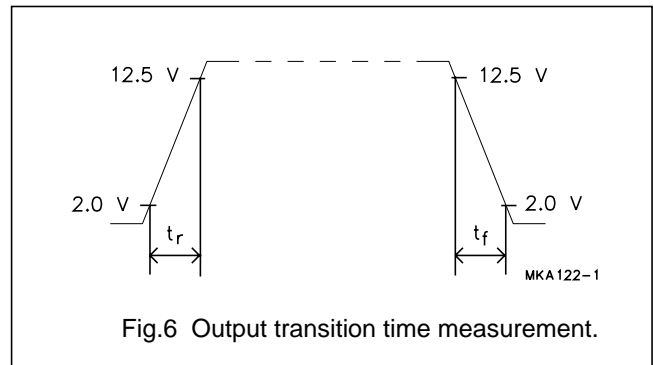 12.5 V 12.5 V
2.0 V 2.0 V
tr tf
MKA122-1
Fig.6 Output transition time measurement.